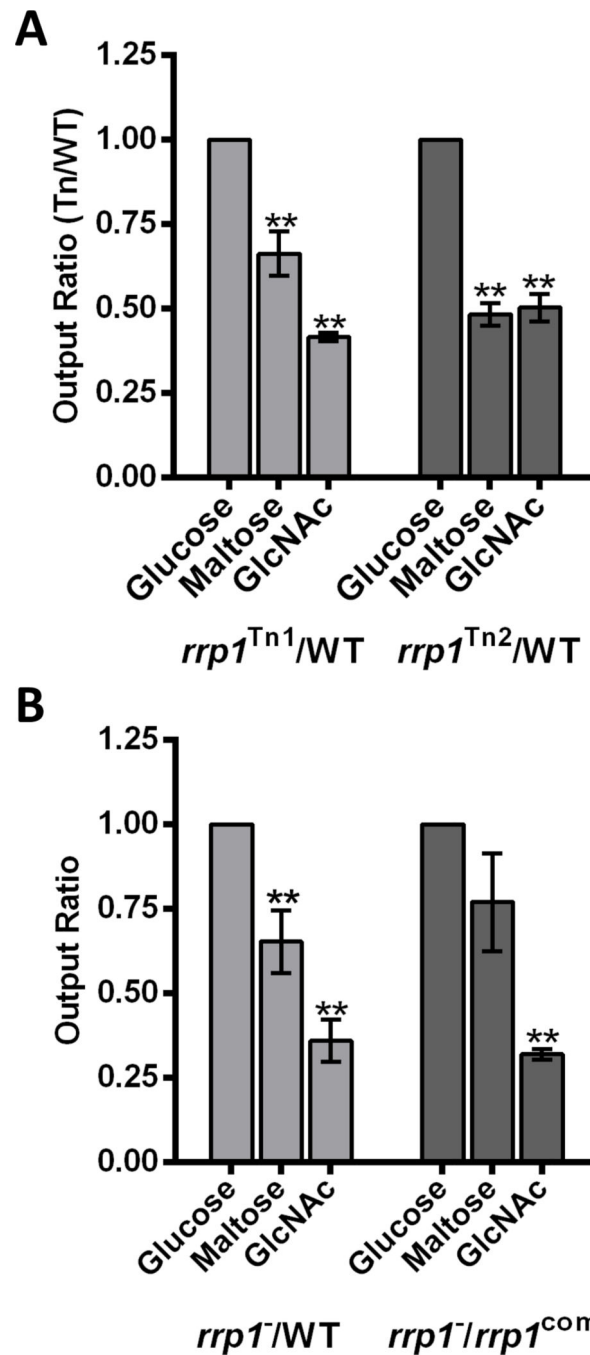 A
Output Ratio (Tn/WT)
1.25
1.00
0.75
0.50
0.25
0.00
**
**
**
**
Glucose
Maltose
GlcNAc
Glucose
Maltose
GlcNAc
rrp1Tn1/WT
rrp1Tn2/WT
B
Output Ratio
1.25
1.00
0.75
0.50
0.25
0.00
**
**
**
Glucose
Maltose
GlcNAc
Glucose
Maltose
GlcNAc
rrp1-/WT
rrp1-/rrp1com